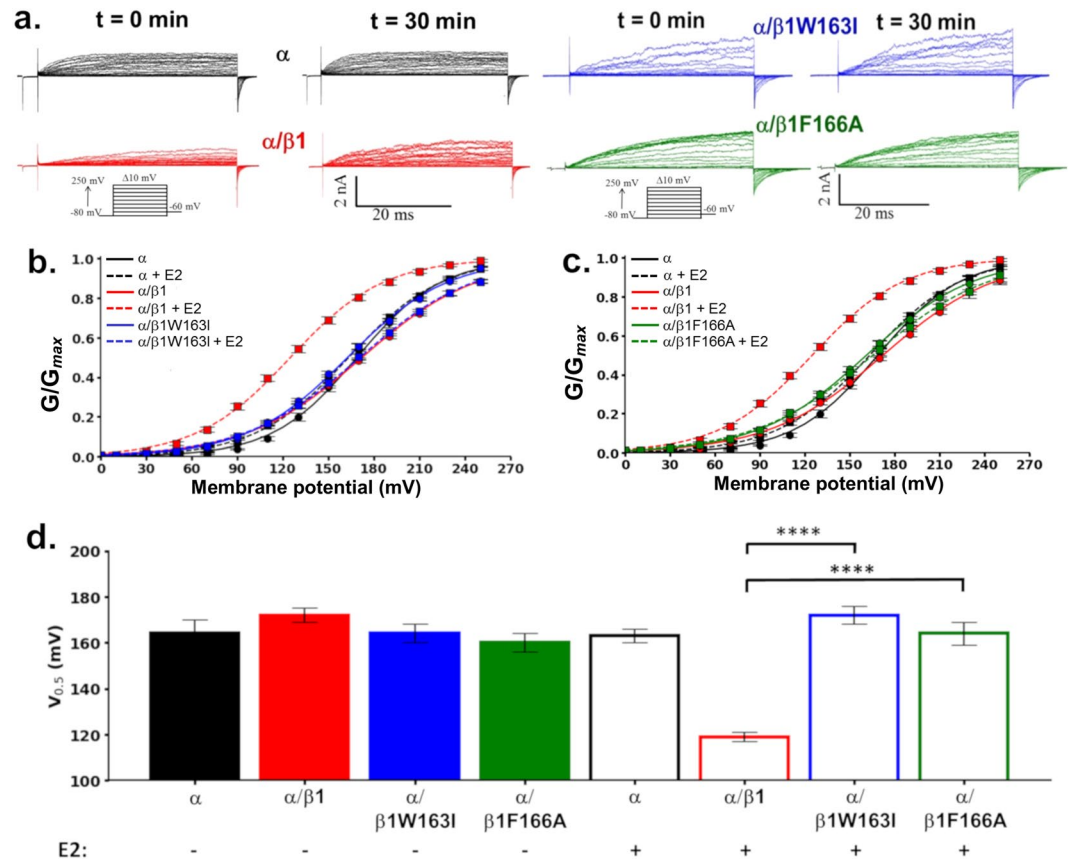 a.
t = 0 min
t = 30 min
t = 0 min
t = 30 min
α
α/β1W163I
α/β1
α/β1F166A
250 mV
Δ10 mV
-80 mV
-60 mV
2 nA
20 ms
250 mV
Δ10 mV
-80 mV
-60 mV
2 nA
20 ms
b.
α
α + E2
α/β1
α/β1 + E2
α/β1W163I
α/β1W163I + E2
G/Gmax
1.0
0.8
0.6
0.4
0.2
0.0
0 30 60 90 120 150 180 210 240 270
Membrane potential (mV)
c.
α
α + E2
α/β1
α/β1 + E2
α/β1F166A
α/β1F166A + E2
G/Gmax
1.0
0.8
0.6
0.4
0.2
0.0
0 30 60 90 120 150 180 210 240 270
Membrane potential (mV)
d.
****
****
V0.5 (mV)
200
180
160
140
120
100
α α/β1 α/ α/ α α/β1 α/ α/
β1W163I β1F166A β1W163I β1F166A
E2: - - - - + + + +